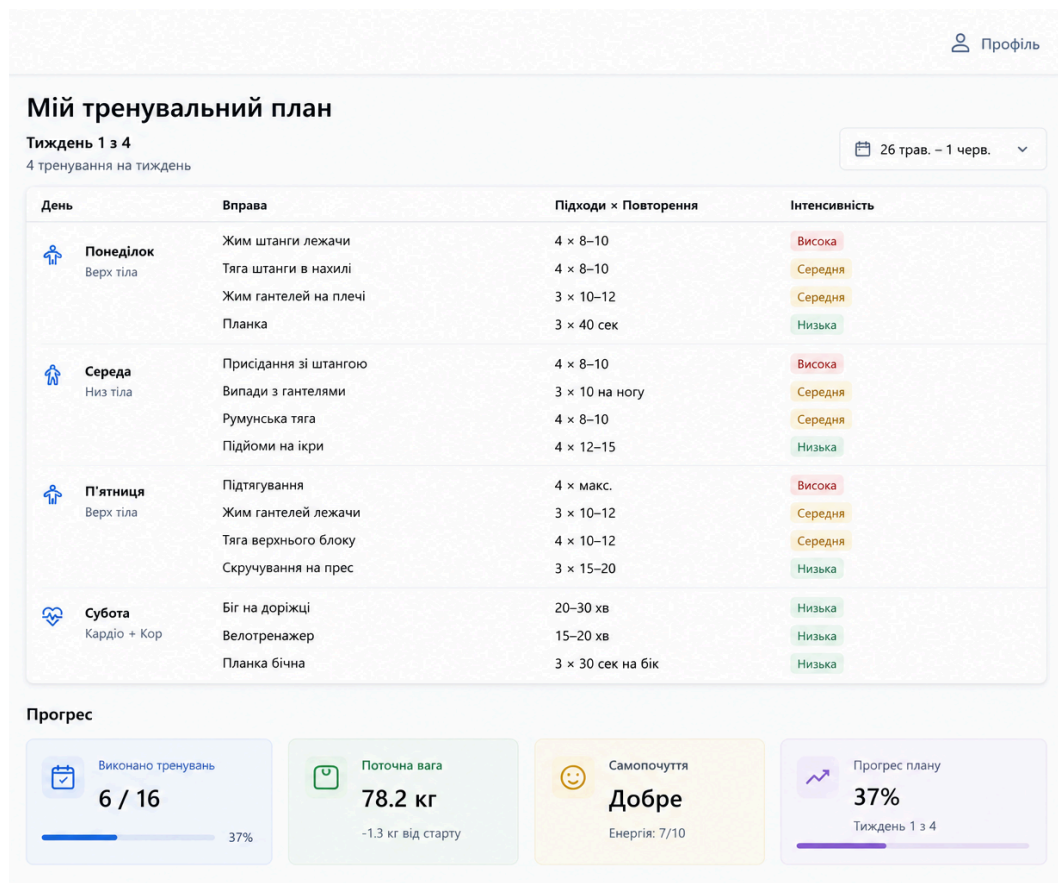 Профіль
Мій тренувальний план
Тиждень 1 з 4
4 тренування на тиждень
26 трав. – 1 черв.
День Вправа Підходи × Повторення Інтенсивність
Понеділок
Верх тіла
Жим штанги лежачи 4 × 8–10 Висока
Тяга штанги в нахилі 4 × 8–10 Середня
Жим гантелей на плечі 3 × 10–12 Середня
Планка 3 × 40 сек Низька
Середа
Низ тіла
Присідання зі штангою 4 × 8–10 Висока
Випади з гантелями 3 × 10 на ногу Середня
Румунська тяга 4 × 8–10 Середня
Підйоми на ікри 4 × 12–15 Низька
П'ятниця
Верх тіла
Підтягування 4 × макс. Висока
Жим гантелей лежачи 3 × 10–12 Середня
Тяга верхнього блоку 4 × 10–12 Середня
Скручування на прес 3 × 15–20 Низька
Субота
Кардіо + Кор
Біг на доріжці 20–30 хв Низька
Велотренажер 15–20 хв Низька
Планка бічна 3 × 30 сек на бік Низька
Прогрес
Виконано тренувань
6 / 16
37%
Поточна вага
78.2 кг
-1.3 кг від старту
Самопочуття
Добре
Енергія: 7/10
Прогрес плану
37%
Тиждень 1 з 4